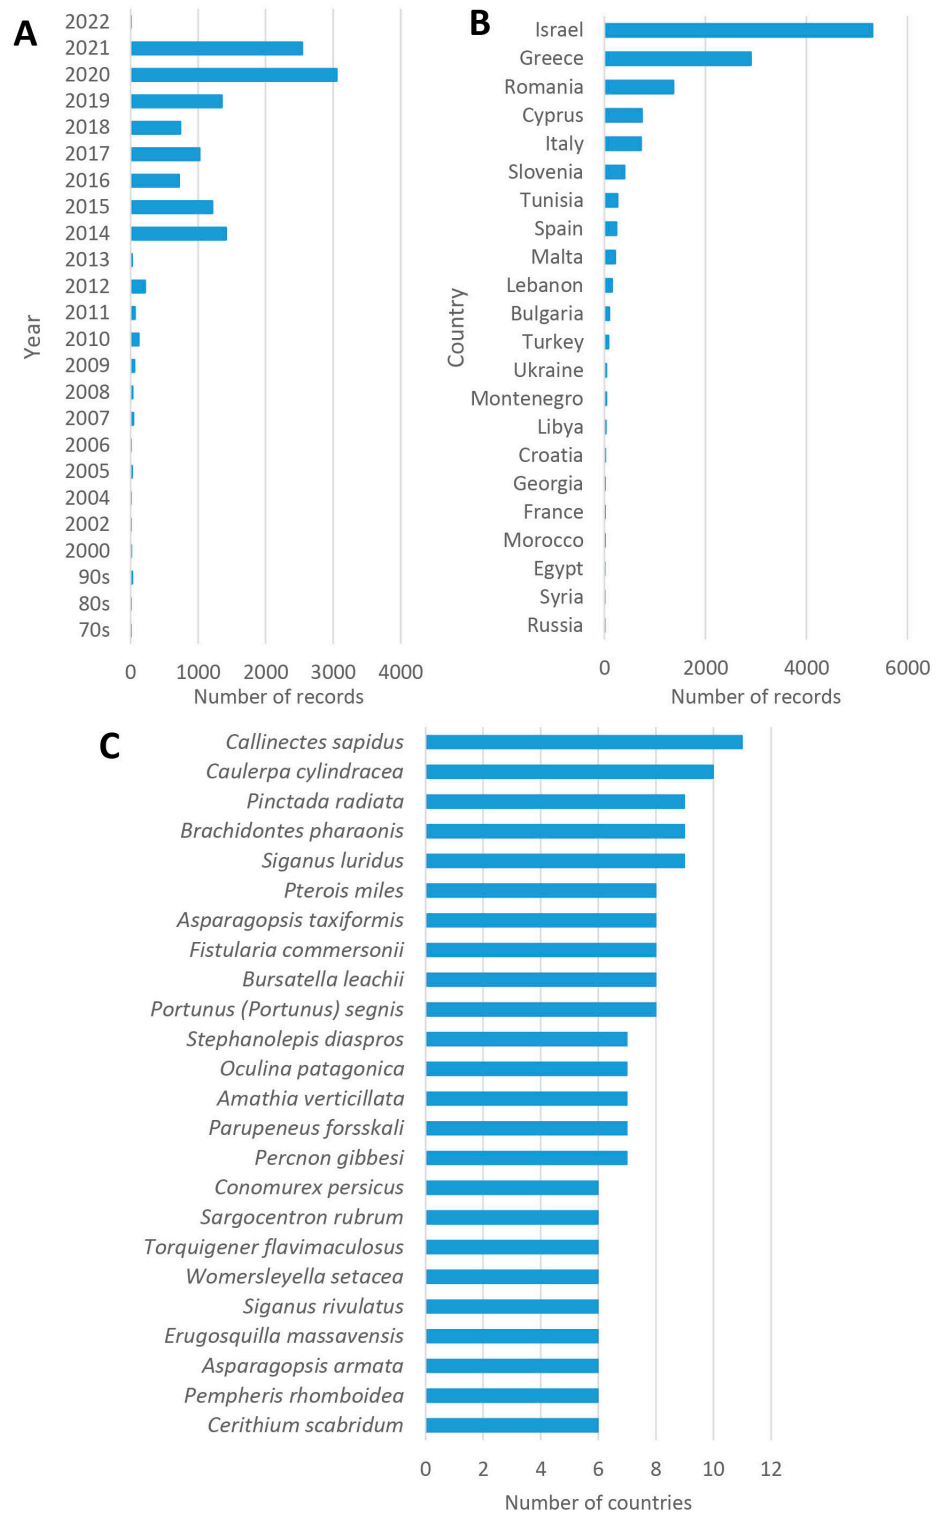 A
2022
2021
2020
2019
2018
2017
2016
2015
2014
2013
2012
2011
2010
2009
2008
2007
2006
2005
2004
2002
2000
90s
80s
70s
Year
0 1000 2000 3000 4000
Number of records
B
Israel
Greece
Romania
Cyprus
Italy
Slovenia
Tunisia
Spain
Malta
Lebanon
Bulgaria
Turkey
Ukraine
Montenegro
Libya
Croatia
Georgia
France
Morocco
Egypt
Syria
Russia
Country
0 2000 4000 6000
Number of records
C
Callinectes sapidus
Caulerpa cylindracea
Pinctada radiata
Brachidontes pharaonis
Siganus luridus
Pterois miles
Asparagopsis taxiformis
Fistularia commersonii
Bursatella leachii
Portunus (Portunus) segnis
Stephanolepis diaspros
Oculina patagonica
Amathia verticillata
Parupeneus forsskali
Percnon gibbesi
Conomurex persicus
Sargocentron rubrum
Torquigener flavimaculosus
Womersleyella setacea
Siganus rivulatus
Erugosquilla massavensis
Asparagopsis armata
Pempheris rhomboidea
Cerithium scabridum
0 2 4 6 8 10 12
Number of countries